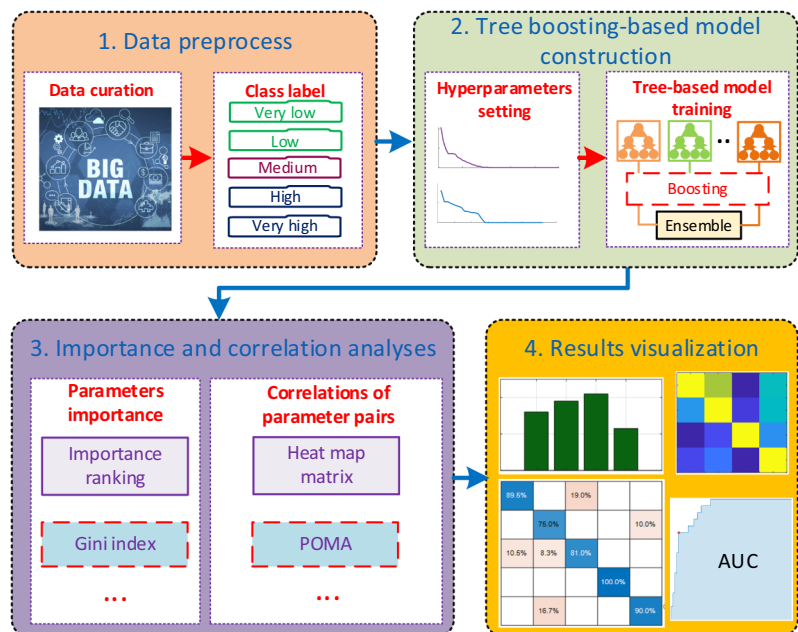 1. Data preprocess
Data curation
BIG
DATA
Class label
Very low
Low
Medium
High
Very high
2. Tree boosting-based model
construction
Hyperparameters
setting
Tree-based model
training
Boosting
Ensemble
3. Importance and correlation analyses
Parameters
importance
Importance
ranking
Gini index
...
Correlations of
parameter pairs
Heat map
matrix
POMA
...
4. Results visualization
89.6% 19.0%
76.0% 10.0%
10.6% 8.3% 81.0%
100.0%
16.7% 90.0%
AUC